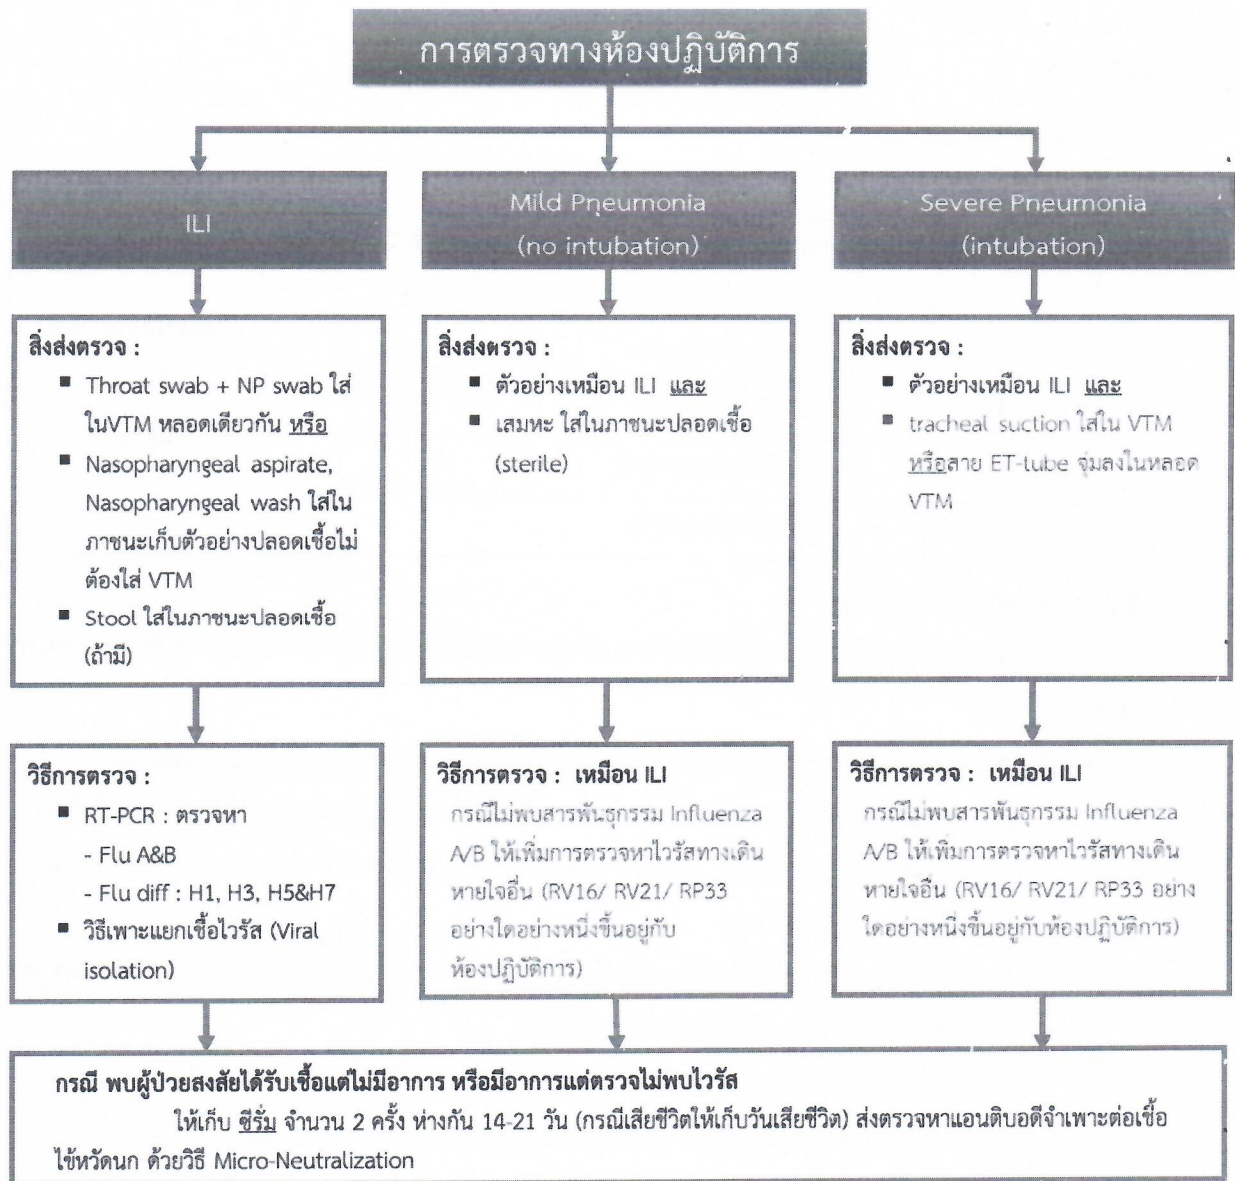 การตรวจทางห้องปฏิบัติการ
ILI
Mild Pneumonia
(no intubation)
Severe Pneumonia
(intubation)
สิ่งส่งตรวจ :
▪ Throat swab + NP swab ใส่
ในVTM หลอดเดียวกัน หรือ
▪ Nasopharyngeal aspirate,
Nasopharyngeal wash ใส่ใน
ภาชนะเก็บตัวอย่างปลอดเชื้อไม่
ต้องใส่ VTM
▪ Stool ใส่ในภาชนะปลอดเชื้อ
(ถ้ามี)
สิ่งส่งตรวจ :
▪ ตัวอย่างเหมือน ILI และ
▪ เสมหะ ใส่ในภาชนะปลอดเชื้อ
(sterile)
สิ่งส่งตรวจ :
▪ ตัวอย่างเหมือน ILI และ
▪ tracheal suction ใส่ใน VTM
หรือสาย ET-tube จุ่มลงในหลอด
VTM
วิธีการตรวจ :
▪ RT-PCR : ตรวจหา
- Flu A&B
- Flu diff : H1, H3, H5&H7
▪ วิธีเพาะแยกเชื้อไวรัส (Viral
isolation)
วิธีการตรวจ : เหมือน ILI
กรณีไม่พบสารพันธุกรรม Influenza
A/B ให้เพิ่มการตรวจหาไวรัสทางเดิน
หายใจอื่น (RV16/ RV21/ RP33
อย่างใดอย่างหนึ่งขึ้นอยู่กับ
ห้องปฏิบัติการ)
วิธีการตรวจ : เหมือน ILI
กรณีไม่พบสารพันธุกรรม Influenza
A/B ให้เพิ่มการตรวจหาไวรัสทางเดิน
หายใจอื่น (RV16/ RV21/ RP33 อย่าง
ใดอย่างหนึ่งขึ้นอยู่กับห้องปฏิบัติการ)
กรณี พบผู้ป่วยสงสัยได้รับเชื้อแต่ไม่มีอาการ หรือมีอาการแต่ตรวจไม่พบไวรัส
ให้เก็บ ซีรั่ม จำนวน 2 ครั้ง ห่างกัน 14-21 วัน (กรณีเสียชีวิตให้เก็บวันเสียชีวิต) ส่งตรวจหาแอนติบอดีจำเพาะต่อเชื้อ
ไข้หวัดนก ด้วยวิธี Micro-Neutralization